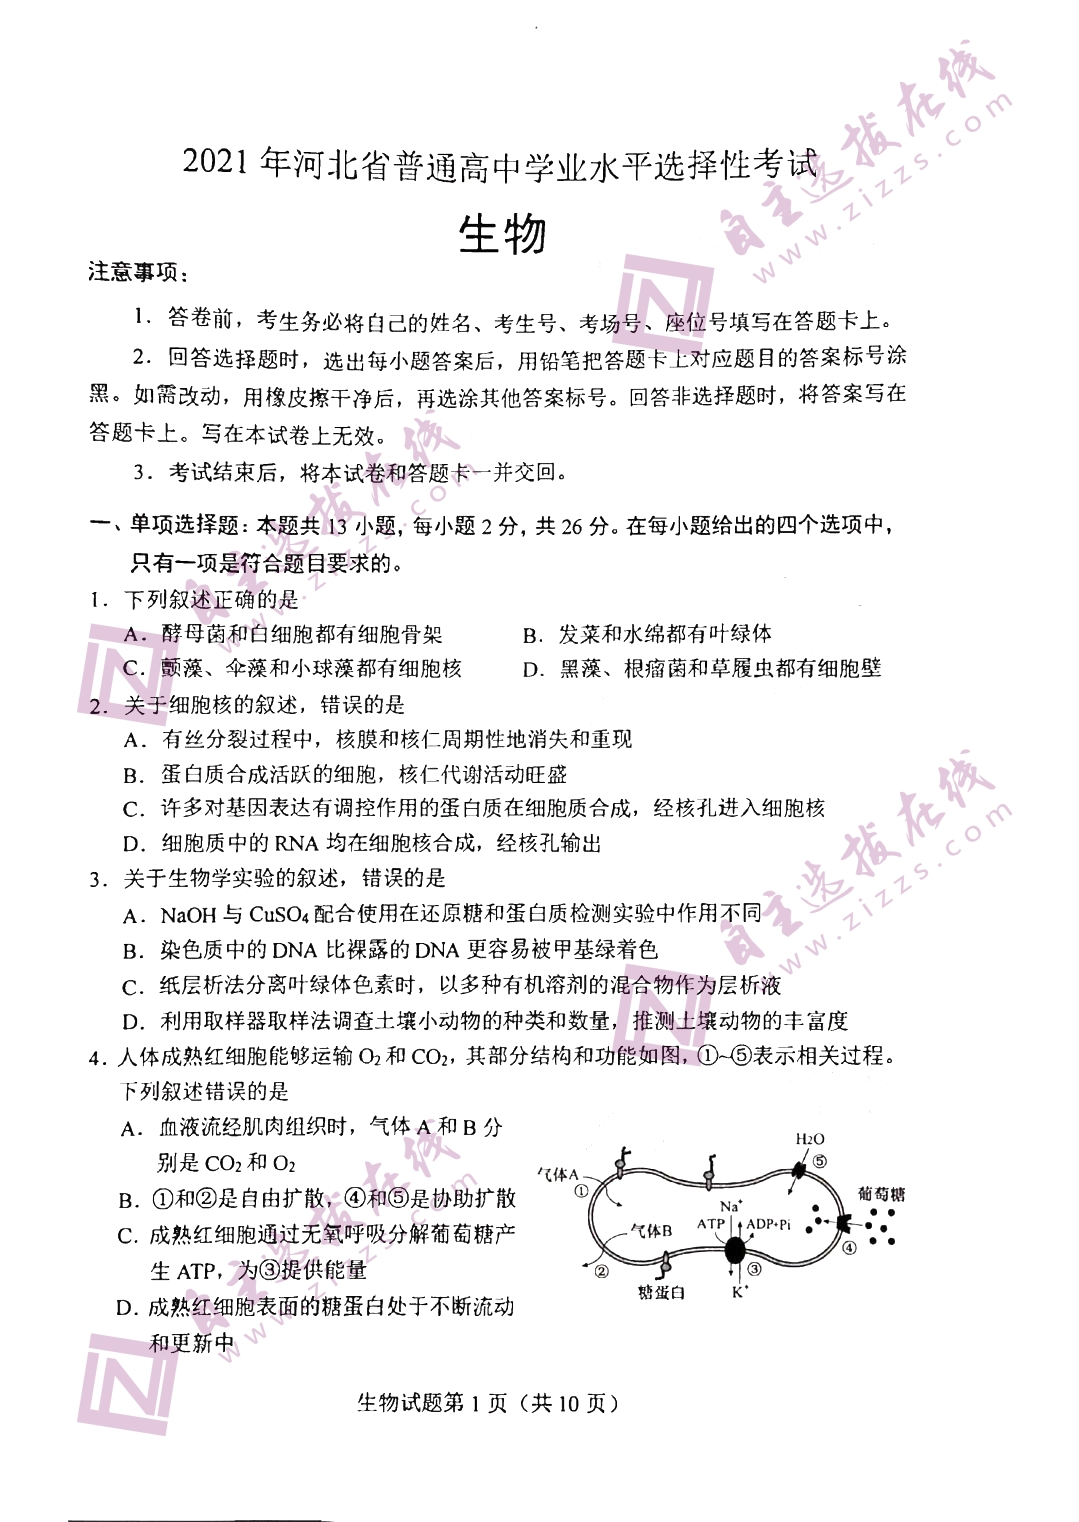 2021年河北省普通高中学业水平选择性考试
生物
注意事项：
1．答卷前，考生务必将自己的姓名、考生号、考场号、座位号填写在答题卡上。
2．回答选择题时，选出每小题答案后，用铅笔把答题卡上对应题目的答案标号涂
黑。如需改动，用橡皮擦干净后，再选涂其他答案标号。回答非选择题时，将答案写在
答题卡上。写在本试卷上无效。
3．考试结束后，将本试卷和答题卡一并交回。
一、单项选择题：本题共13小题，每小题2分，共26分。在每小题给出的四个选项中，
只有一项是符合题目要求的。
1．下列叙述正确的是
A．酵母菌和白细胞都有细胞骨架 B．发菜和水绵都有叶绿体
C．颤藻、伞藻和小球藻都有细胞核 D．黑藻、根瘤菌和草履虫都有细胞壁
2．关于细胞核的叙述，错误的是
A．有丝分裂过程中，核膜和核仁周期性地消失和重现
B．蛋白质合成活跃的细胞，核仁代谢活动旺盛
C．许多对基因表达有调控作用的蛋白质在细胞质合成，经核孔进入细胞核
D．细胞质中的RNA均在细胞核合成，经核孔输出
3．关于生物学实验的叙述，错误的是
A．NaOH与CuSO4配合使用在还原糖和蛋白质检测实验中作用不同
B．染色质中的DNA比裸露的DNA更容易被甲基绿着色
C．纸层析法分离叶绿体色素时，以多种有机溶剂的混合物作为层析液
D．利用取样器取样法调查土壤小动物的种类和数量，推测土壤动物的丰富度
4．人体成熟红细胞能够运输O2和CO2，其部分结构和功能如图，①~⑤表示相关过程。
下列叙述错误的是
A．血液流经肌肉组织时，气体A和B分
别是CO2和O2
B．①和②是自由扩散，④和⑤是协助扩散
C．成熟红细胞通过无氧呼吸分解葡萄糖产
生ATP，为③提供能量
D．成熟红细胞表面的糖蛋白处于不断流动
和更新中
H2O
⑤
气体A
①
葡萄糖
Na+
ATP ADP+Pi
气体B
④
②
③
糖蛋白
K+
生物试题第1页（共10页）
自主选拔在线
www.zizzs.com
自主选拔在线
www.zizzs.com
自主选拔在线
www.zizzs.com
自主选拔在线
www.zizzs.com